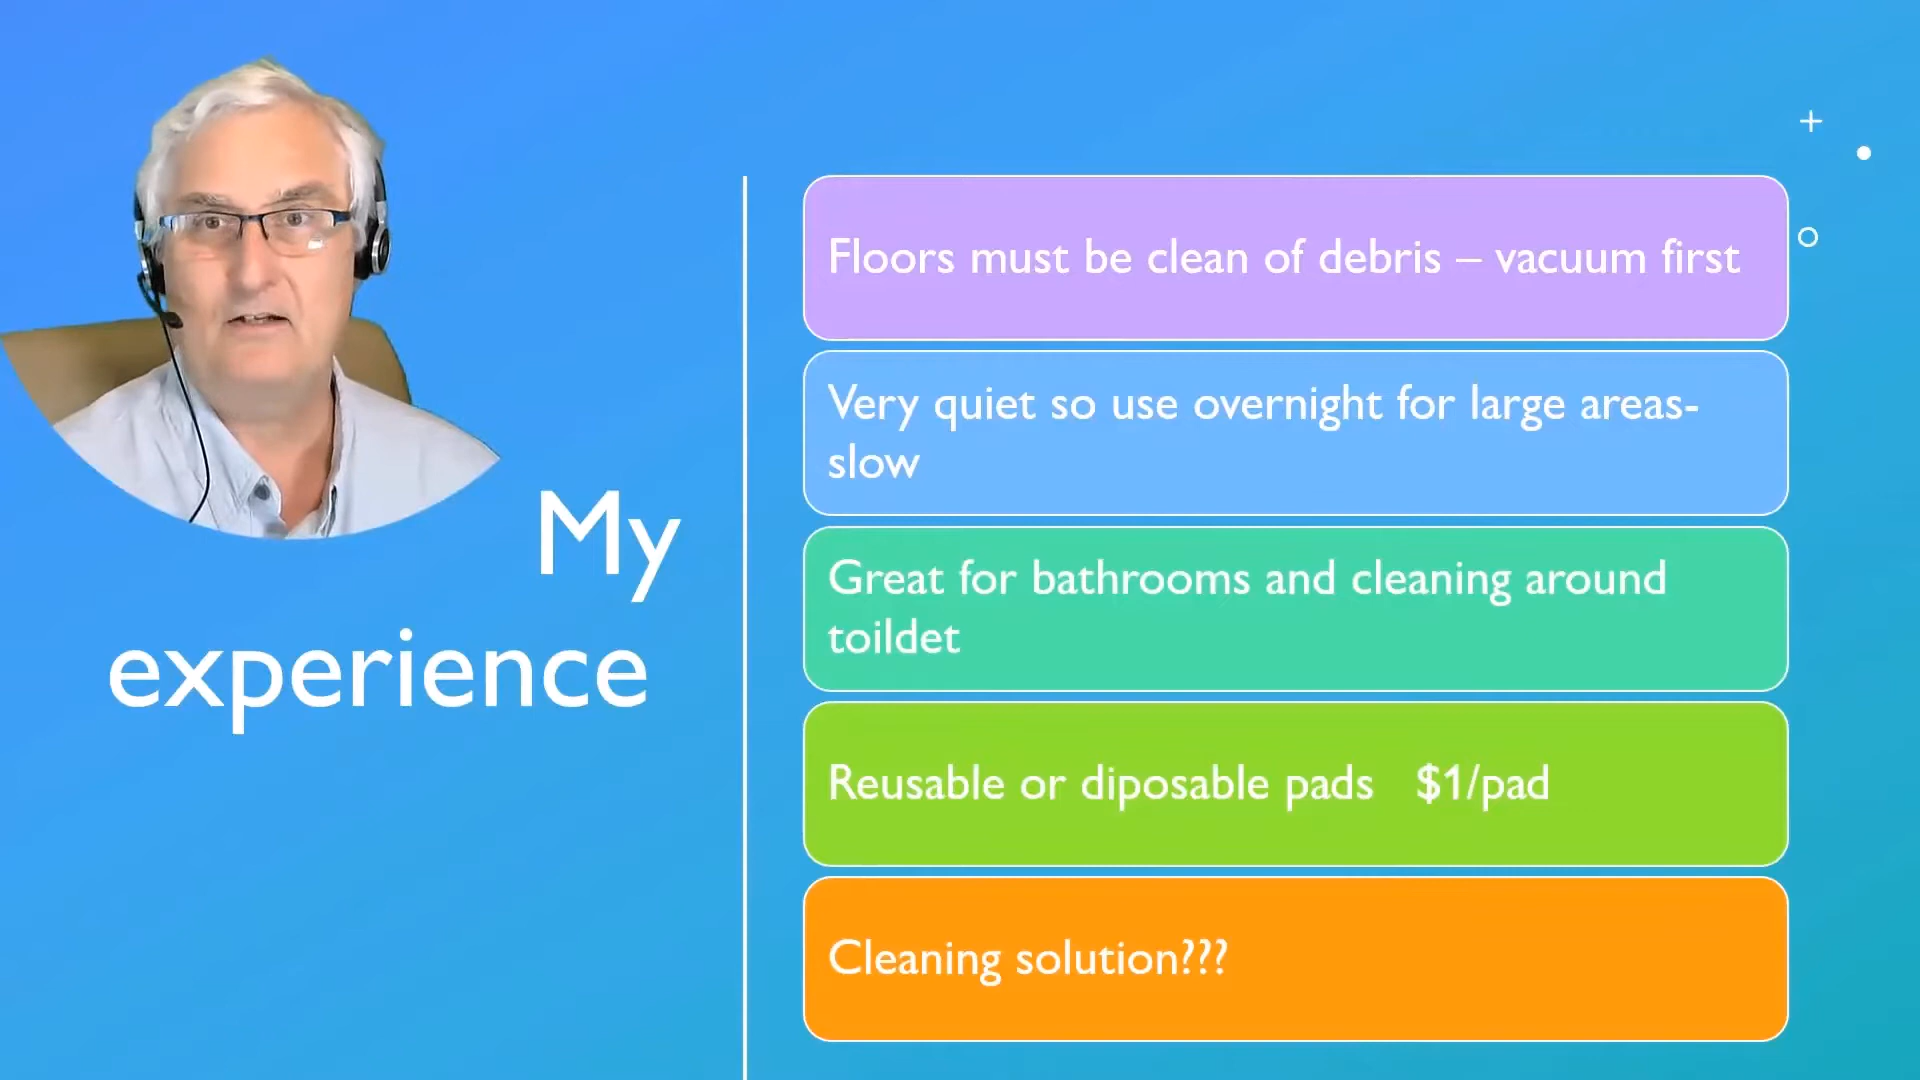 My
experience
Floors must be clean of debris – vacuum first
Very quiet so use overnight for large areas-
slow
Great for bathrooms and cleaning around
toildet
Reusable or diposable pads   $1/pad
Cleaning solution???